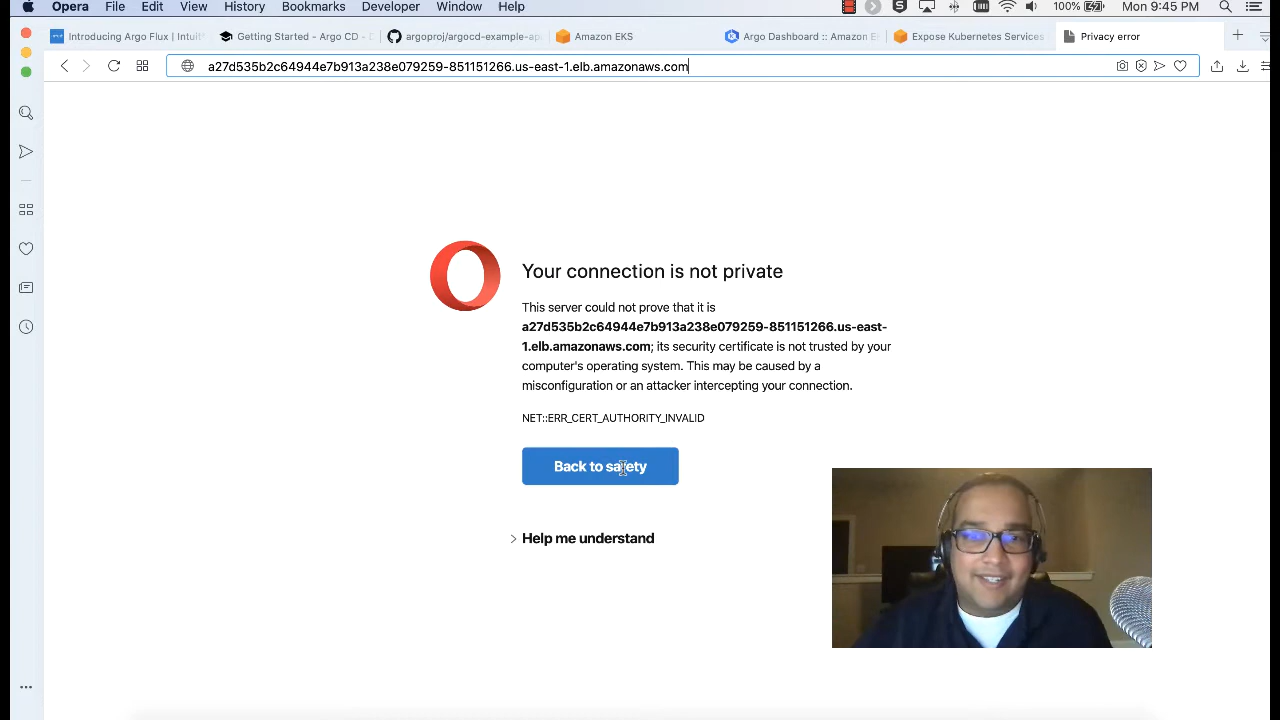 Opera File Edit View History Bookmarks Developer Window Help 100% Mon 9:45 PM
Introducing Argo Flux | Intuit Getting Started - Argo CD - D argoproj/argocd-example-ap Amazon EKS Argo Dashboard :: Amazon E Expose Kubernetes Services Privacy error
a27d535b2c64944e7b913a238e079259-851151266.us-east-1.elb.amazonaws.com
Your connection is not private
This server could not prove that it is
a27d535b2c64944e7b913a238e079259-851151266.us-east-
1.elb.amazonaws.com; its security certificate is not trusted by your
computer's operating system. This may be caused by a
misconfiguration or an attacker intercepting your connection.
NET::ERR_CERT_AUTHORITY_INVALID
Back to safety
Help me understand